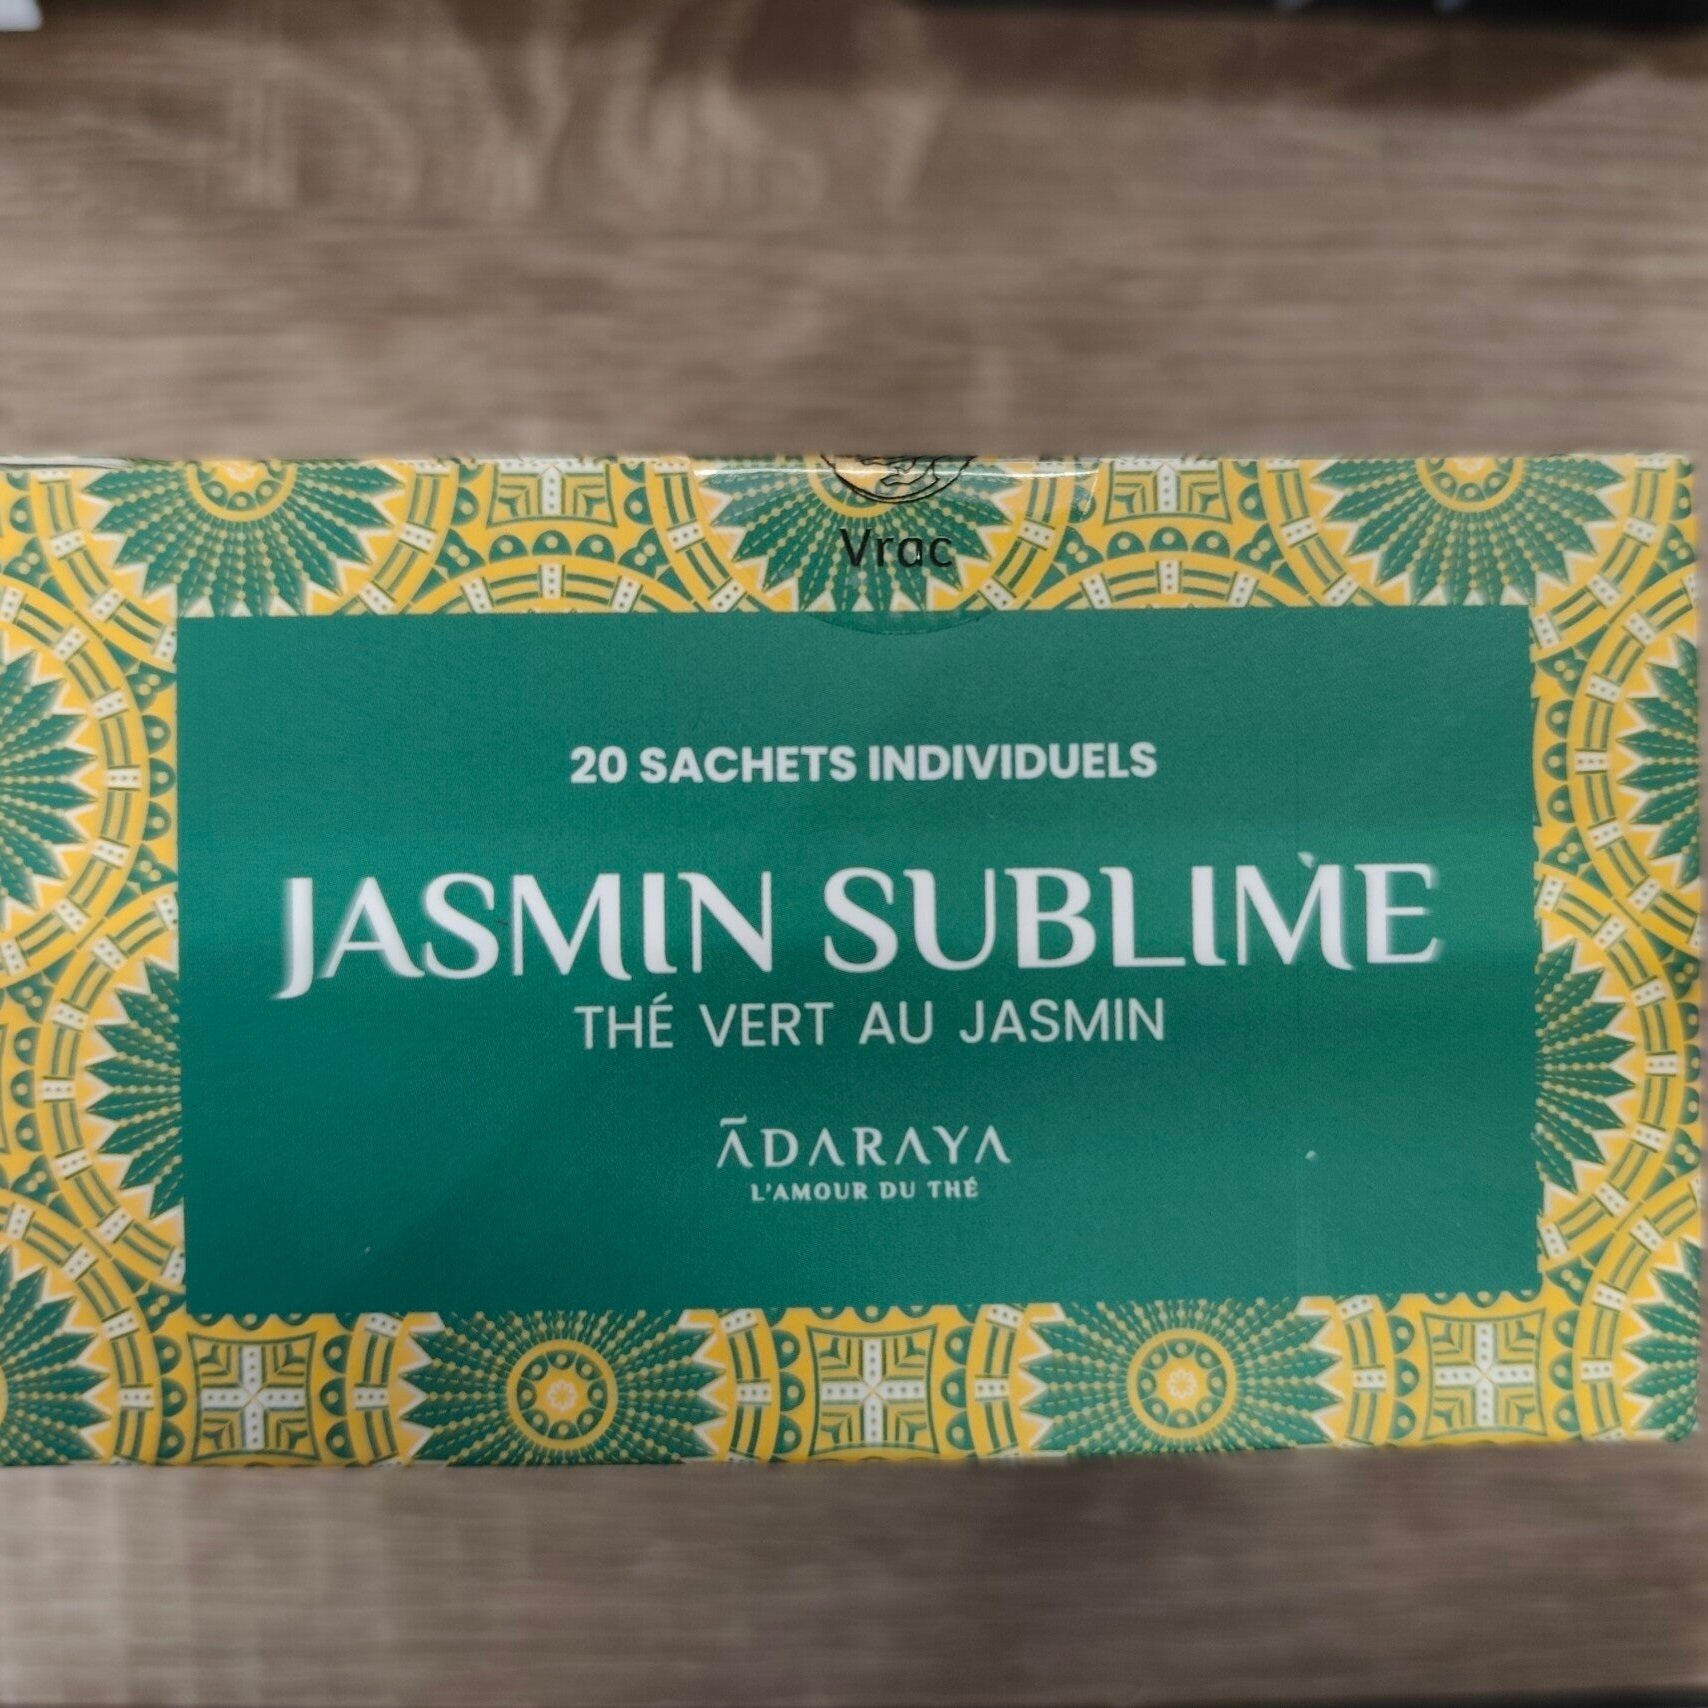 Vrac
20 SACHETS INDIVIDUELS
JASMIN SUBLIME
THÉ VERT AU JASMIN
ĀDARAYA
L'AMOUR DU THÉ